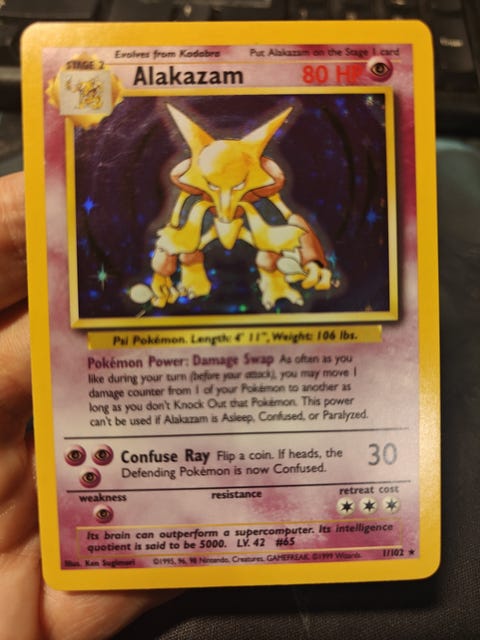 Evolves from Kadabra Put Alakazam on the Stage 1 card
STAGE 2
Alakazam 80 HP
Psi Pokémon. Length: 4' 11", Weight: 106 lbs.
Pokémon Power: Damage Swap As often as you
like during your turn (before your attack), you may move 1
damage counter from 1 of your Pokémon to another as
long as you don't Knock Out that Pokémon. This power
can't be used if Alakazam is Asleep, Confused, or Paralyzed.
Confuse Ray Flip a coin. If heads, the 30
Defending Pokémon is now Confused.
weakness resistance retreat cost
Its brain can outperform a supercomputer. Its intelligence
quotient is said to be 5000. LV. 42 #65
Illus. Ken Sugimori ©1995, 96, 98 Nintendo, Creatures, GAMEFREAK. ©1999 Wizards. 1/102 ★